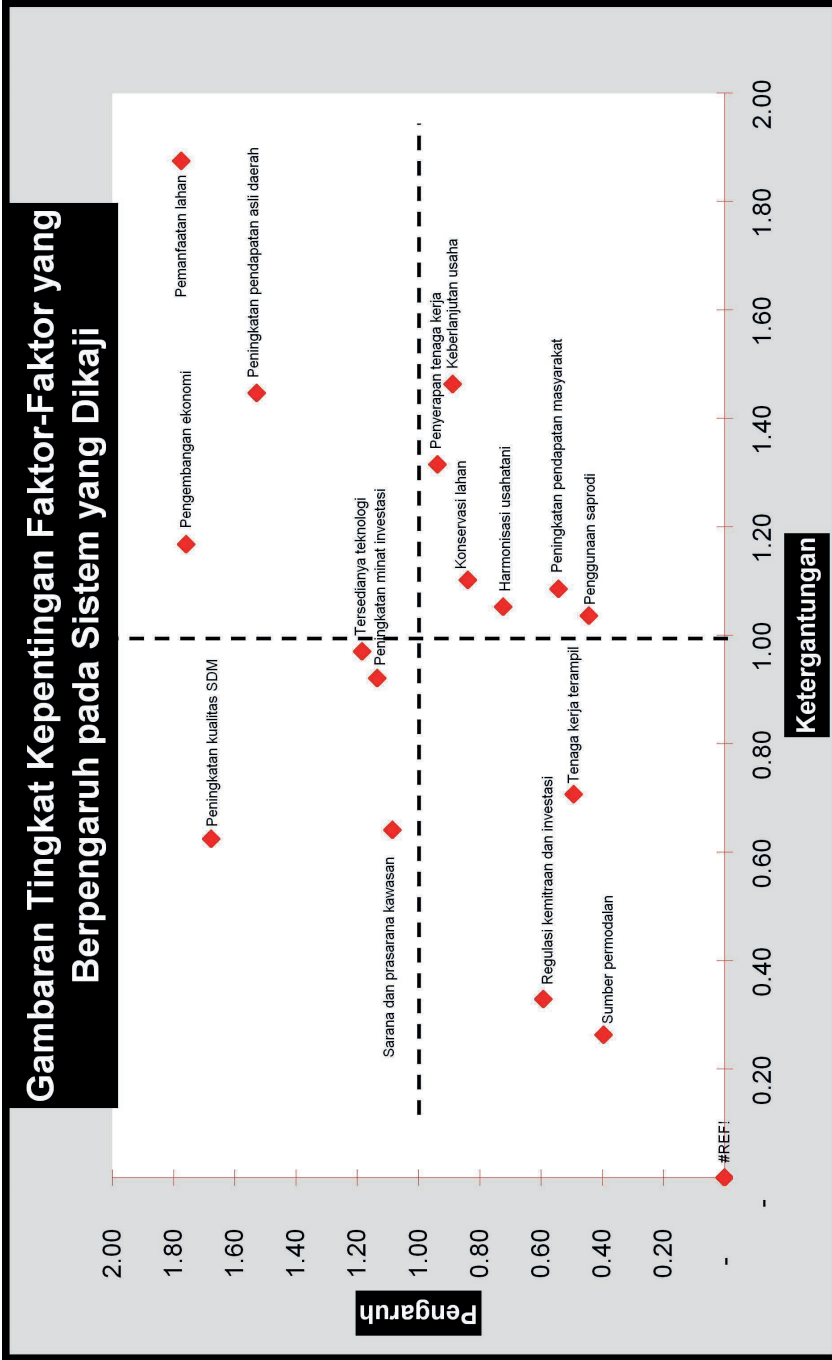 Gambaran Tingkat Kepentingan Faktor-Faktor yang
Berpengaruh pada Sistem yang Dikaji
Pengaruh
2.00
1.80
1.60
1.40
1.20
1.00
0.80
0.60
0.40
0.20
-
Pemanfaatan lahan
Pengembangan ekonomi
Peningkatan kualitas SDM
Peningkatan pendapatan asli daerah
Tersedianya teknologi
Peningkatan minat investasi
Sarana dan prasarana kawasan
Penyerapan tenaga kerja
Keberlanjutan usaha
Konservasi lahan
Harmonisasi usahatani
Regulasi kemitraan dan investasi
Peningkatan pendapatan masyarakat
Tenaga kerja terampil
Penggunaan saprodi
Sumber permodalan
#REF!
-
0.20
0.40
0.60
0.80
1.00
1.20
1.40
1.60
1.80
2.00
Ketergantungan